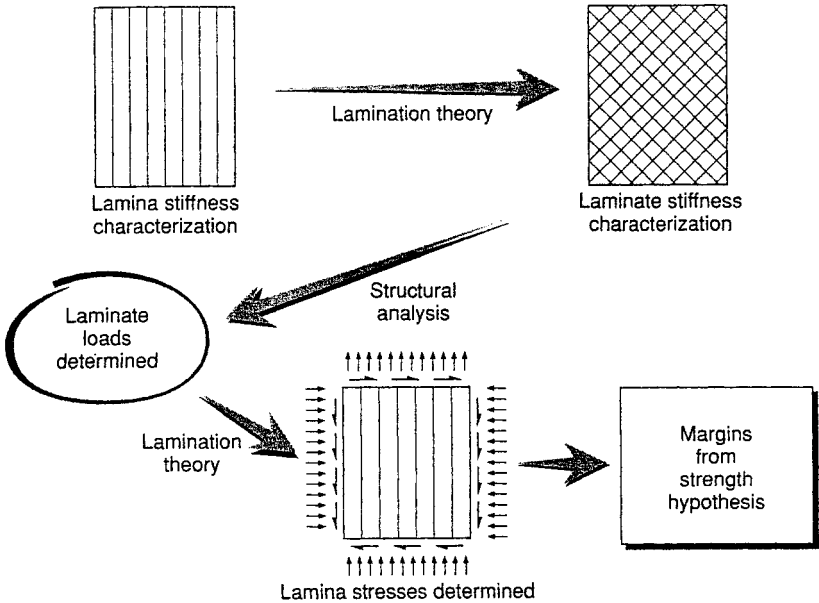 Lamina stiffness
characterization
Lamination theory
Laminate stiffness
characterization
Structural
analysis
Laminate
loads
determined
Lamination
theory
Lamina stresses determined
Margins
from
strength
hypothesis